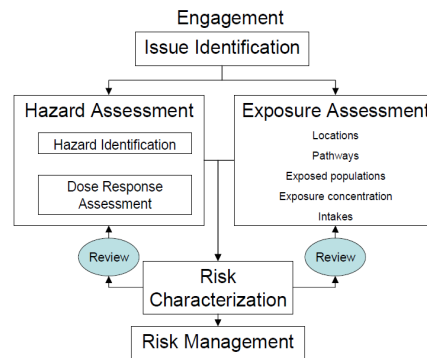 Engagement
Issue Identification
Hazard Assessment
Hazard Identification
Dose Response
Assessment
Exposure Assessment
Locations
Pathways
Exposed populations
Exposure concentration
Intakes
Review
Review
Risk
Characterization
Risk Management